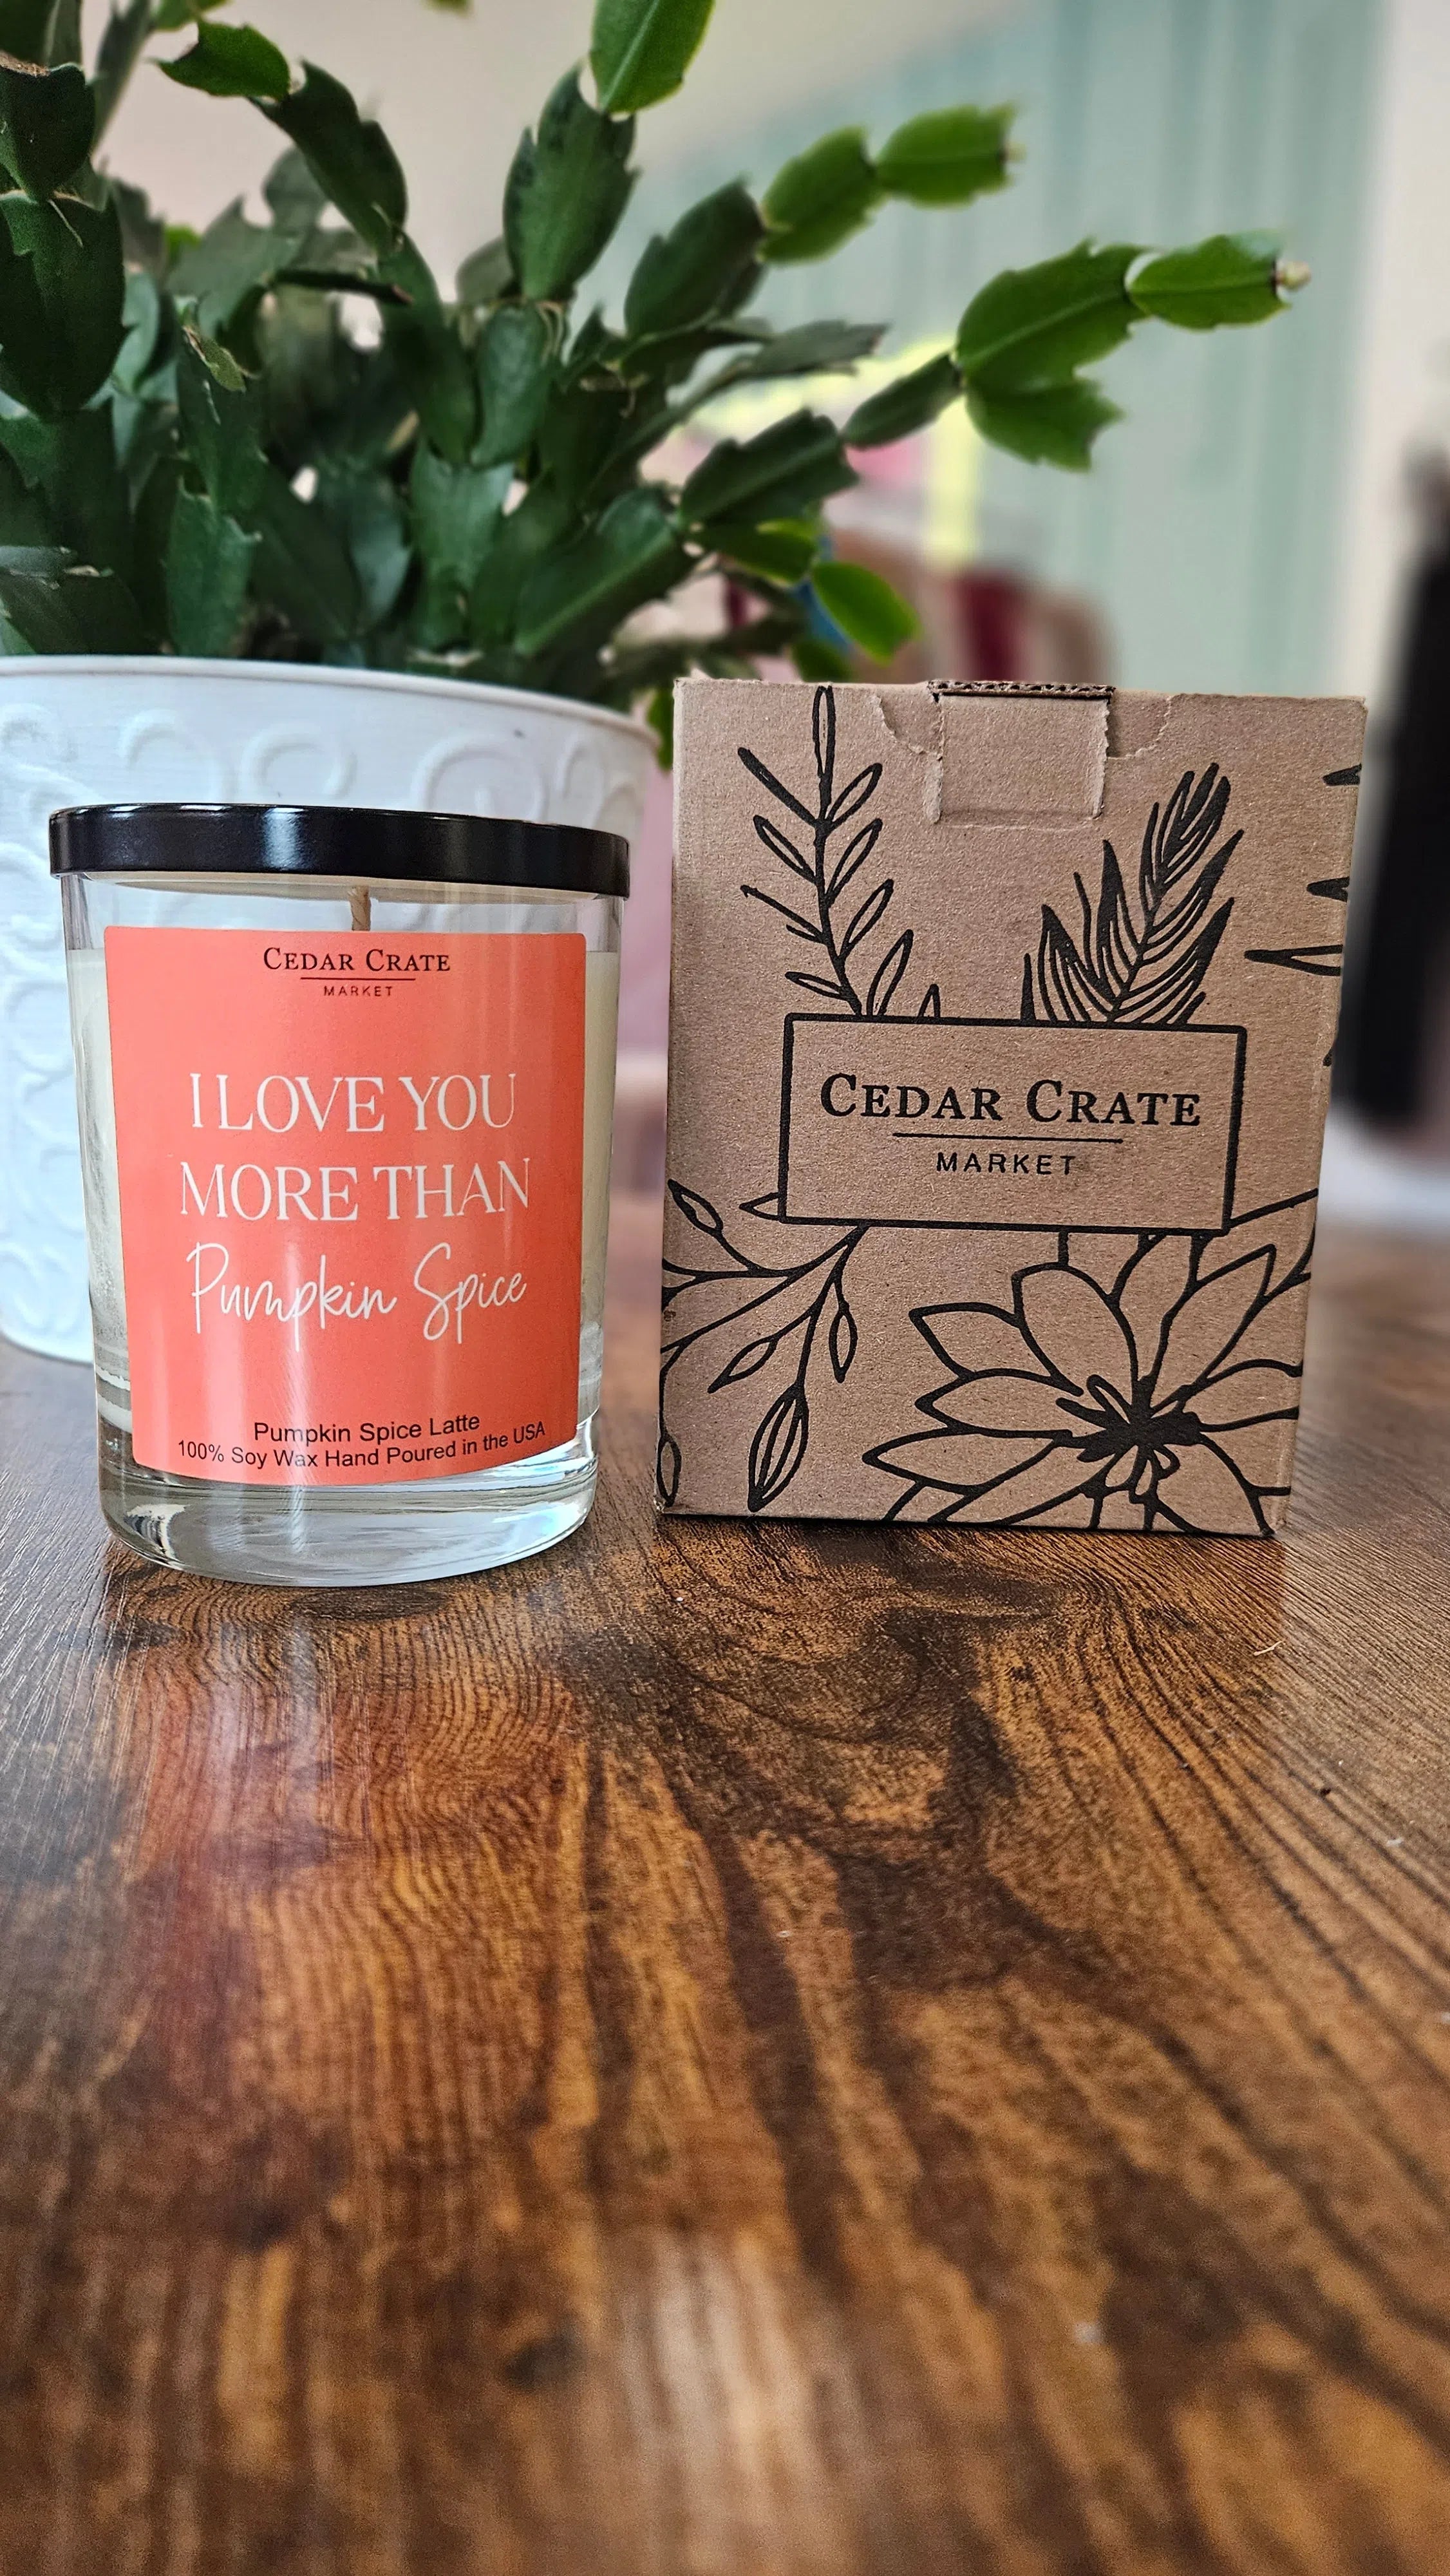 CEDAR CRATE
MARKET
I LOVE YOU
MORE THAN
Pumpkin Spice
Pumpkin Spice Latte
100% Soy Wax Hand Poured in the USA
CEDAR CRATE
MARKET